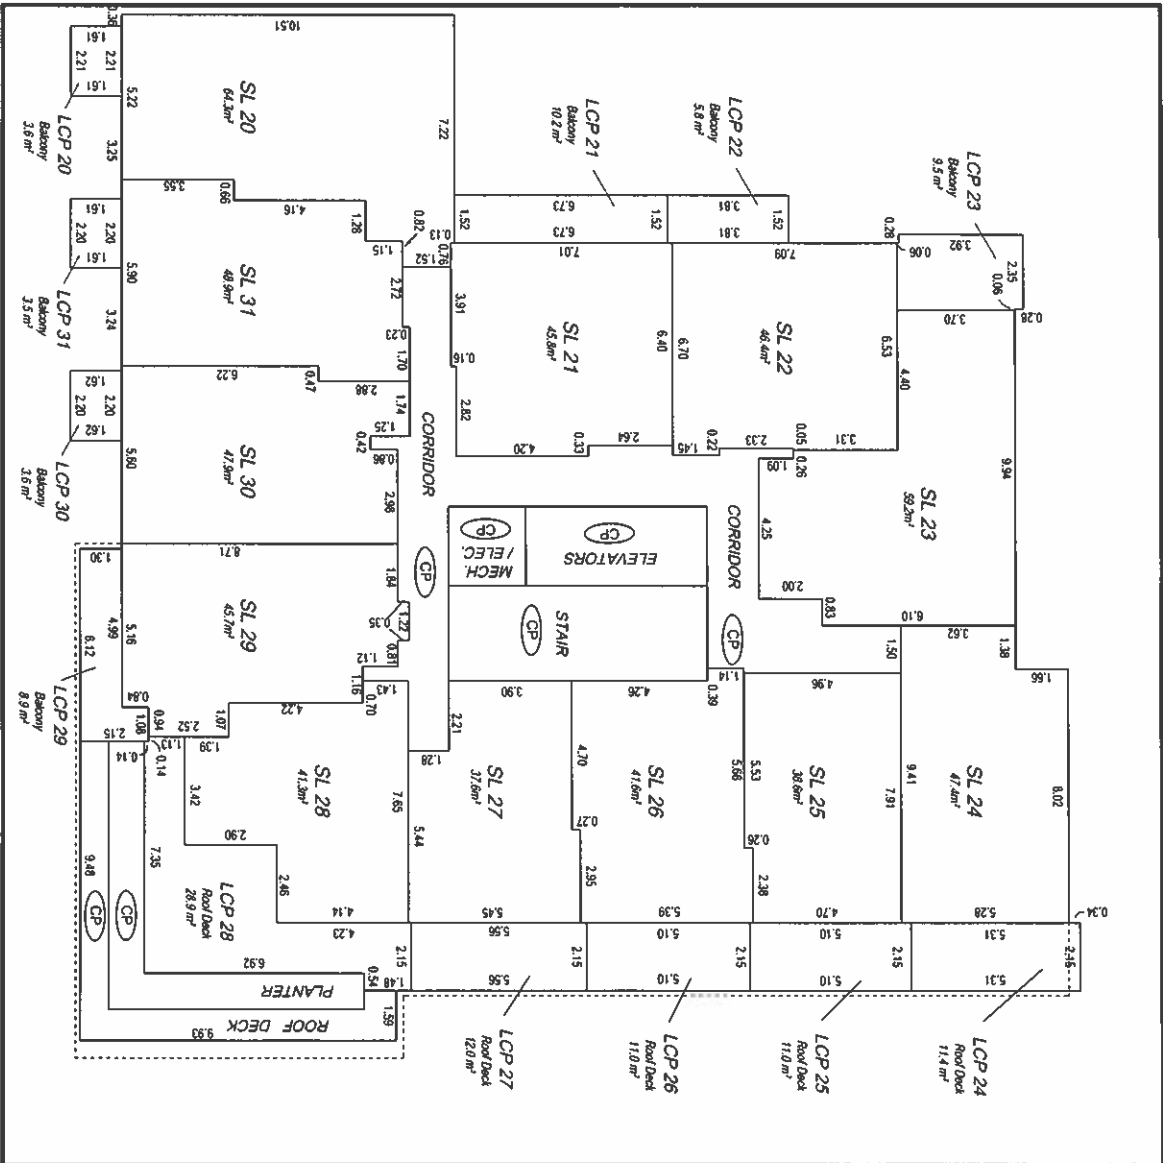 SL 20
64.3m²
LCP 20
Balcony
3.6 m²
SL 31
48.9m²
LCP 31
Balcony
3.5 m²
SL 30
47.9m²
LCP 30
Balcony
3.6 m²
SL 29
45.7m²
LCP 29
Balcony
8.9 m²
SL 28
41.3m²
LCP 28
Roof Deck
28.9 m²
SL 27
37.6m²
LCP 27
Roof Deck
12.0 m²
SL 26
41.6m²
LCP 26
Roof Deck
11.0 m²
SL 25
38.6m²
LCP 25
Roof Deck
11.0 m²
SL 24
47.4m²
LCP 24
Roof Deck
11.4 m²
SL 23
59.2m²
LCP 23
Balcony
9.5 m²
SL 22
46.4m²
LCP 22
Balcony
5.8 m²
SL 21
45.8m²
LCP 21
Balcony
10.2 m²
CORRIDOR
CP
CORRIDOR
CP
MECH.
/ ELEC.
CP
ELEVATORS
CP
STAIR
CP
PLANTER
ROOF DECK
CP
CP
0.36
1.61
2.21
2.21
1.61
5.22
3.25
10.51
7.22
3.55
0.66
4.16
1.28
1.15
0.82
0.13
0.76
1.52
2.72
0.23
1.70
1.61
2.20
2.20
1.61
5.90
3.24
6.22
0.47
2.88
1.74
1.25
0.42
0.86
2.98
1.62
2.20
2.20
1.62
5.60
8.71
1.84
0.35
1.22
0.81
1.12
1.16
0.70
1.43
4.22
1.07
1.39
2.52
1.13
0.94
1.08
0.84
5.16
4.99
6.12
1.30
2.15
0.14
0.14
3.42
2.90
2.46
4.14
4.23
7.65
7.35
9.48
6.92
0.54
1.48
1.59
9.93
1.28
2.21
5.44
3.90
4.70
0.27
2.95
5.45
5.56
5.56
2.15
4.26
0.39
1.14
5.66
5.53
0.26
2.38
5.39
5.10
5.10
2.15
2.15
4.96
7.91
9.41
4.70
5.10
5.10
2.15
1.50
3.62
1.38
1.66
8.02
5.28
5.31
5.31
2.15
0.34
6.10
0.83
2.00
4.25
1.09
0.26
0.05
3.31
4.40
6.53
9.94
3.70
0.28
0.06
2.35
3.92
0.06
0.28
7.09
2.33
0.22
1.45
6.70
6.40
3.81
3.81
1.52
1.52
6.73
6.73
1.52
7.01
2.64
0.33
4.20
2.82
0.16
3.91